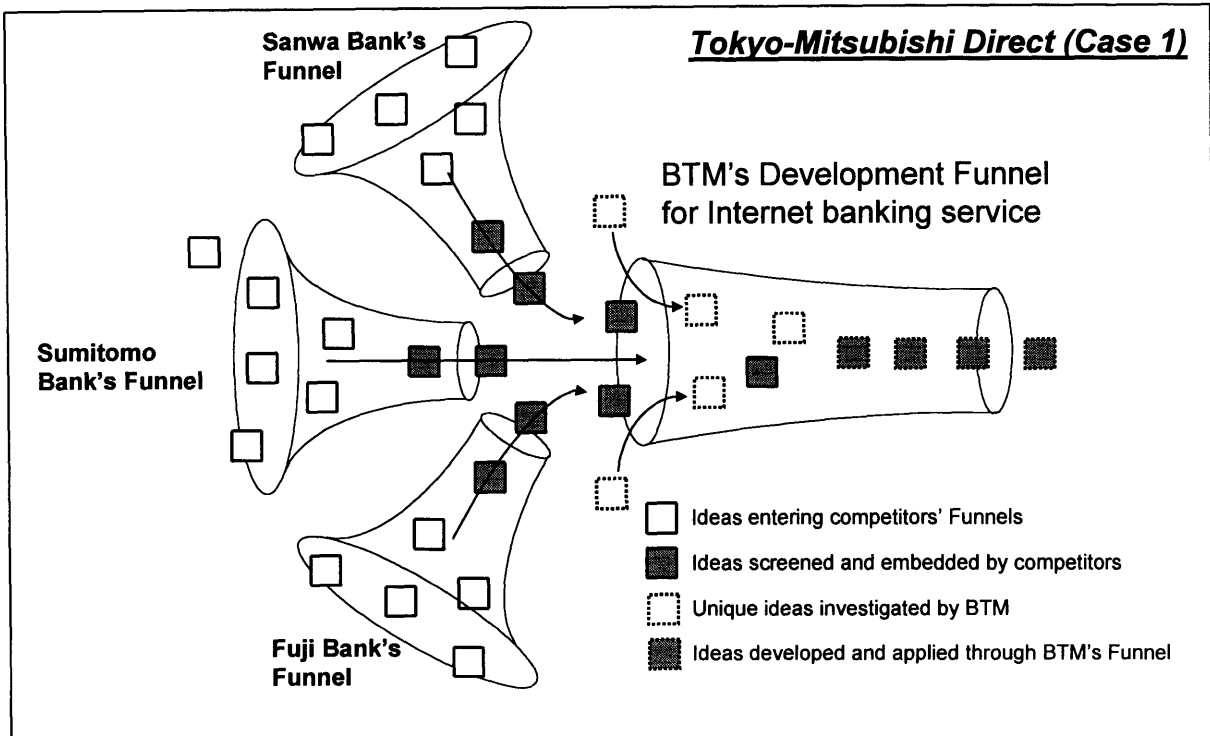 Tokyo-Mitsubishi Direct (Case 1)
Sanwa Bank's
Funnel
BTM's Development Funnel
for Internet banking service
Sumitomo
Bank's Funnel
Fuji Bank's
Funnel
Ideas entering competitors' Funnels
Ideas screened and embedded by competitors
Unique ideas investigated by BTM
Ideas developed and applied through BTM's Funnel